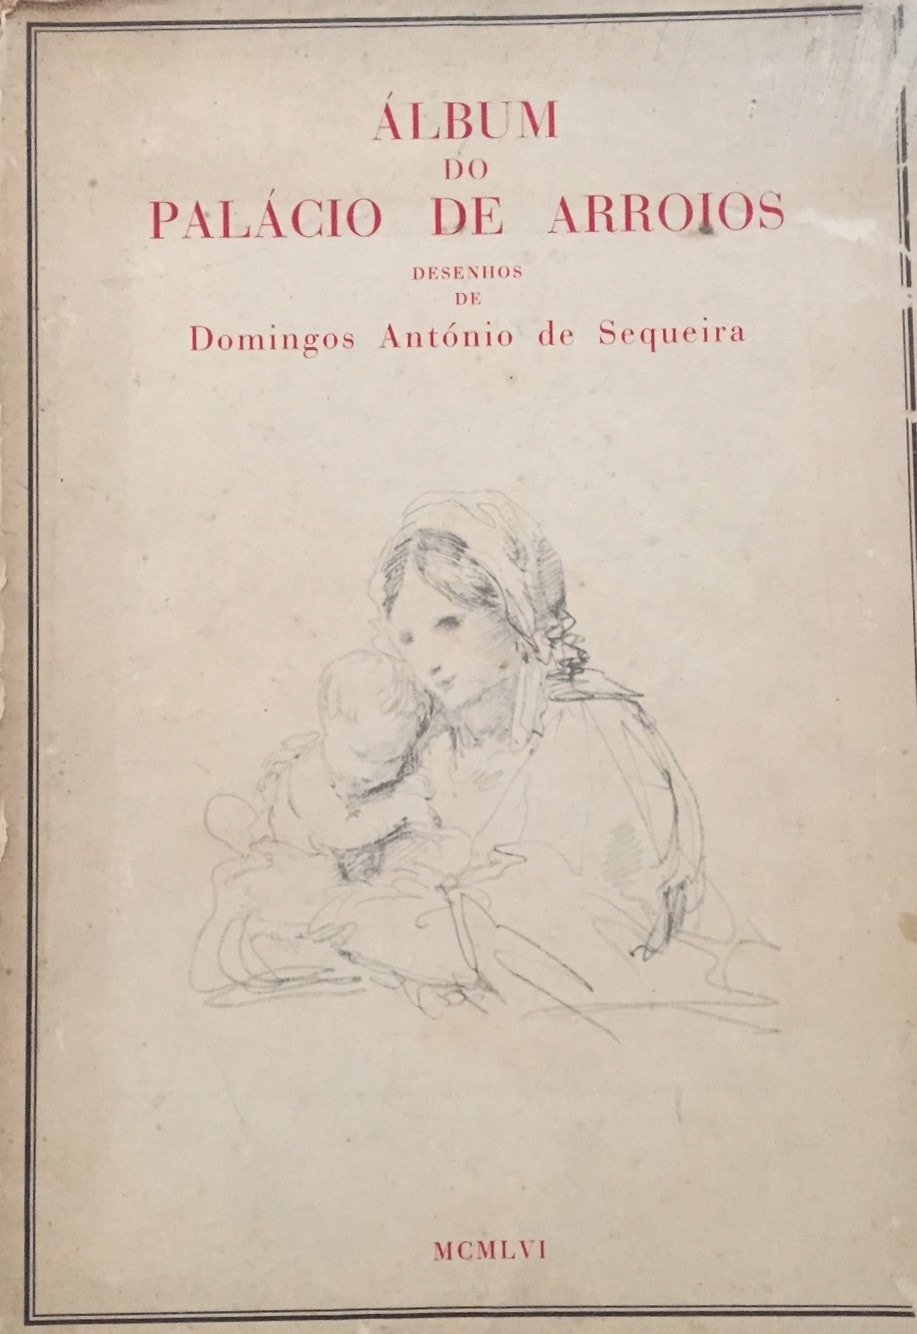 ÁLBUM
DO
PALÁCIO DE ARROIOS
DESENHOS
DE
Domingos António de Sequeira
MCMLVI